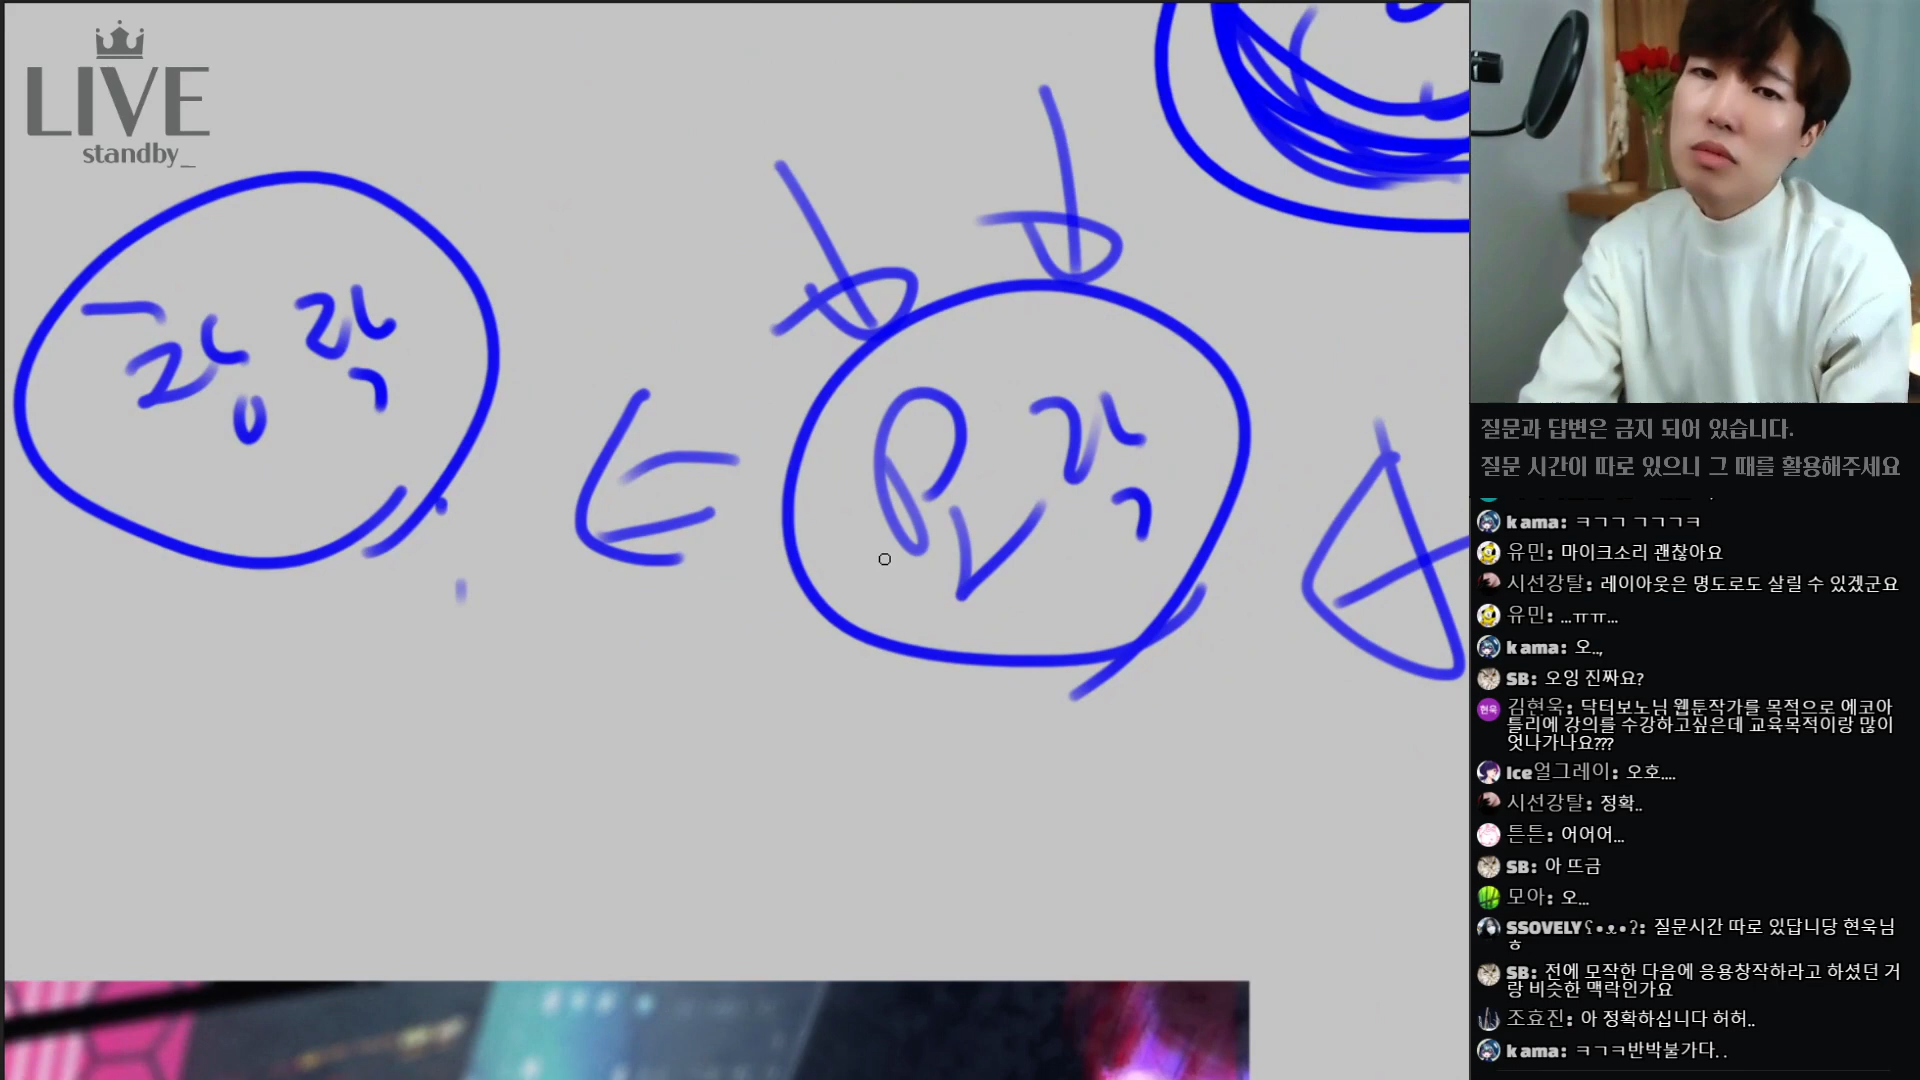 LIVE
standby_
질문과 답변은 금지 되어 있습니다.
질문 시간이 따로 있으니 그 때를 활용해주세요
kama: ㅋㄱㄱ ㄱㄱㄱㅋ
유민: 마이크소리 괜찮아요
시선강탈: 레이아웃은 명도로도 살릴 수 있겠군요
유민: ...ㅠㅠ...
kama: 오..,
SB: 오잉 진짜요?
현욱
김현욱: 닥터보노님 웹툰작가를 목적으로 에코아
틀리에 강의를 수강하고싶은데 교육목적이랑 많이
엇나가나요???
Ice얼그레이: 오호....
시선강탈: 정확..
튼튼: 어어어...
SB: 아 뜨금
모아: 오...
SSOVELYʕ•ᴥ•ʔ: 질문시간 따로 있답니당 현욱님
ㅎ
SB: 전에 모작한 다음에 응용창작하라고 하셨던 거
랑 비슷한 맥락인가요
조효진: 아 정확하십니다 허허..
kama: ㅋㄱㅋ반박불가다. .